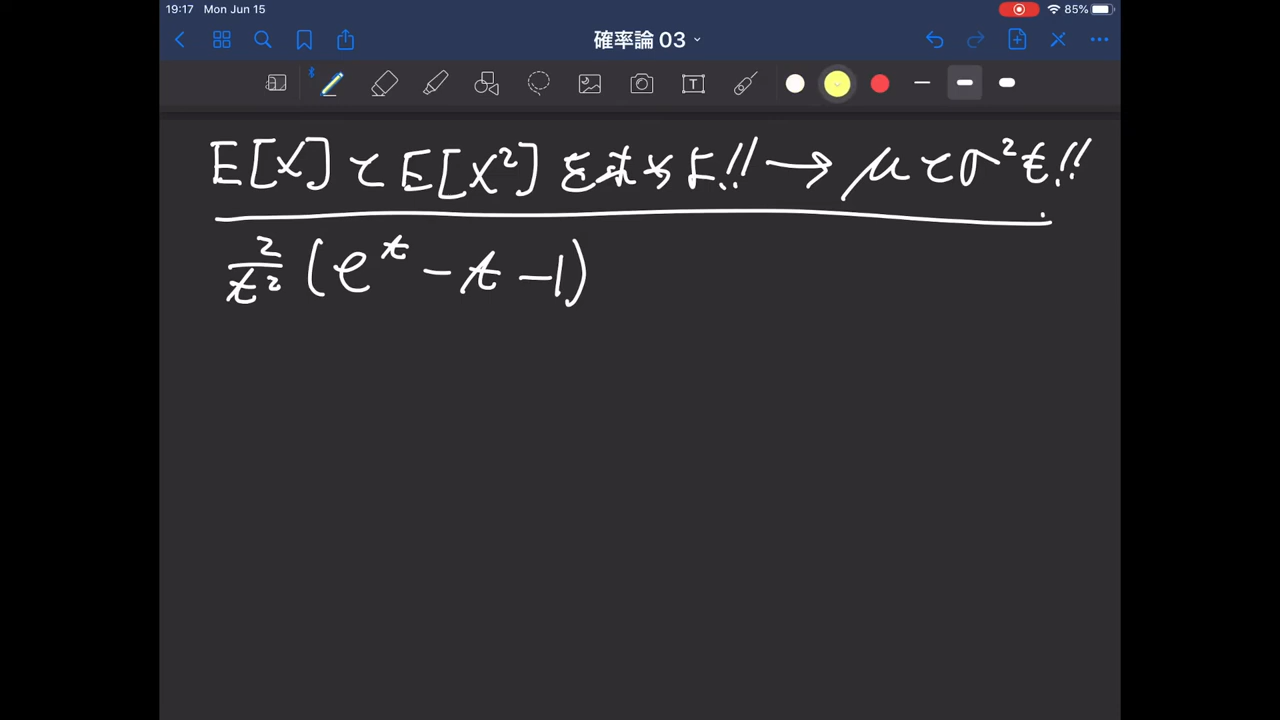 19:17 Mon Jun 15 85%
確率論 03
T
E[X]とE[X²]を求めよ!!→μとσ²も!!
2/t² (e^t - t - 1)